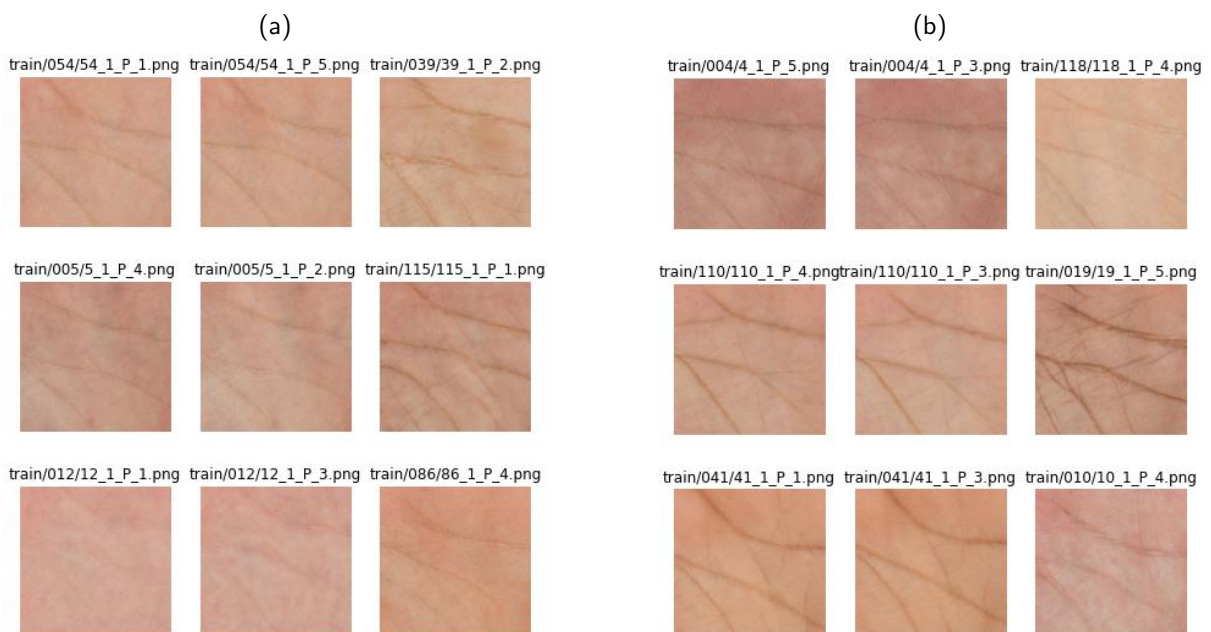 (a)
train/054/54_1_P_1.png train/054/54_1_P_5.png train/039/39_1_P_2.png
train/005/5_1_P_4.png train/005/5_1_P_2.png train/115/115_1_P_1.png
train/012/12_1_P_1.png train/012/12_1_P_3.png train/086/86_1_P_4.png
(b)
train/004/4_1_P_5.png train/004/4_1_P_3.png train/118/118_1_P_4.png
train/110/110_1_P_4.png train/110/110_1_P_3.png train/019/19_1_P_5.png
train/041/41_1_P_1.png train/041/41_1_P_3.png train/010/10_1_P_4.png